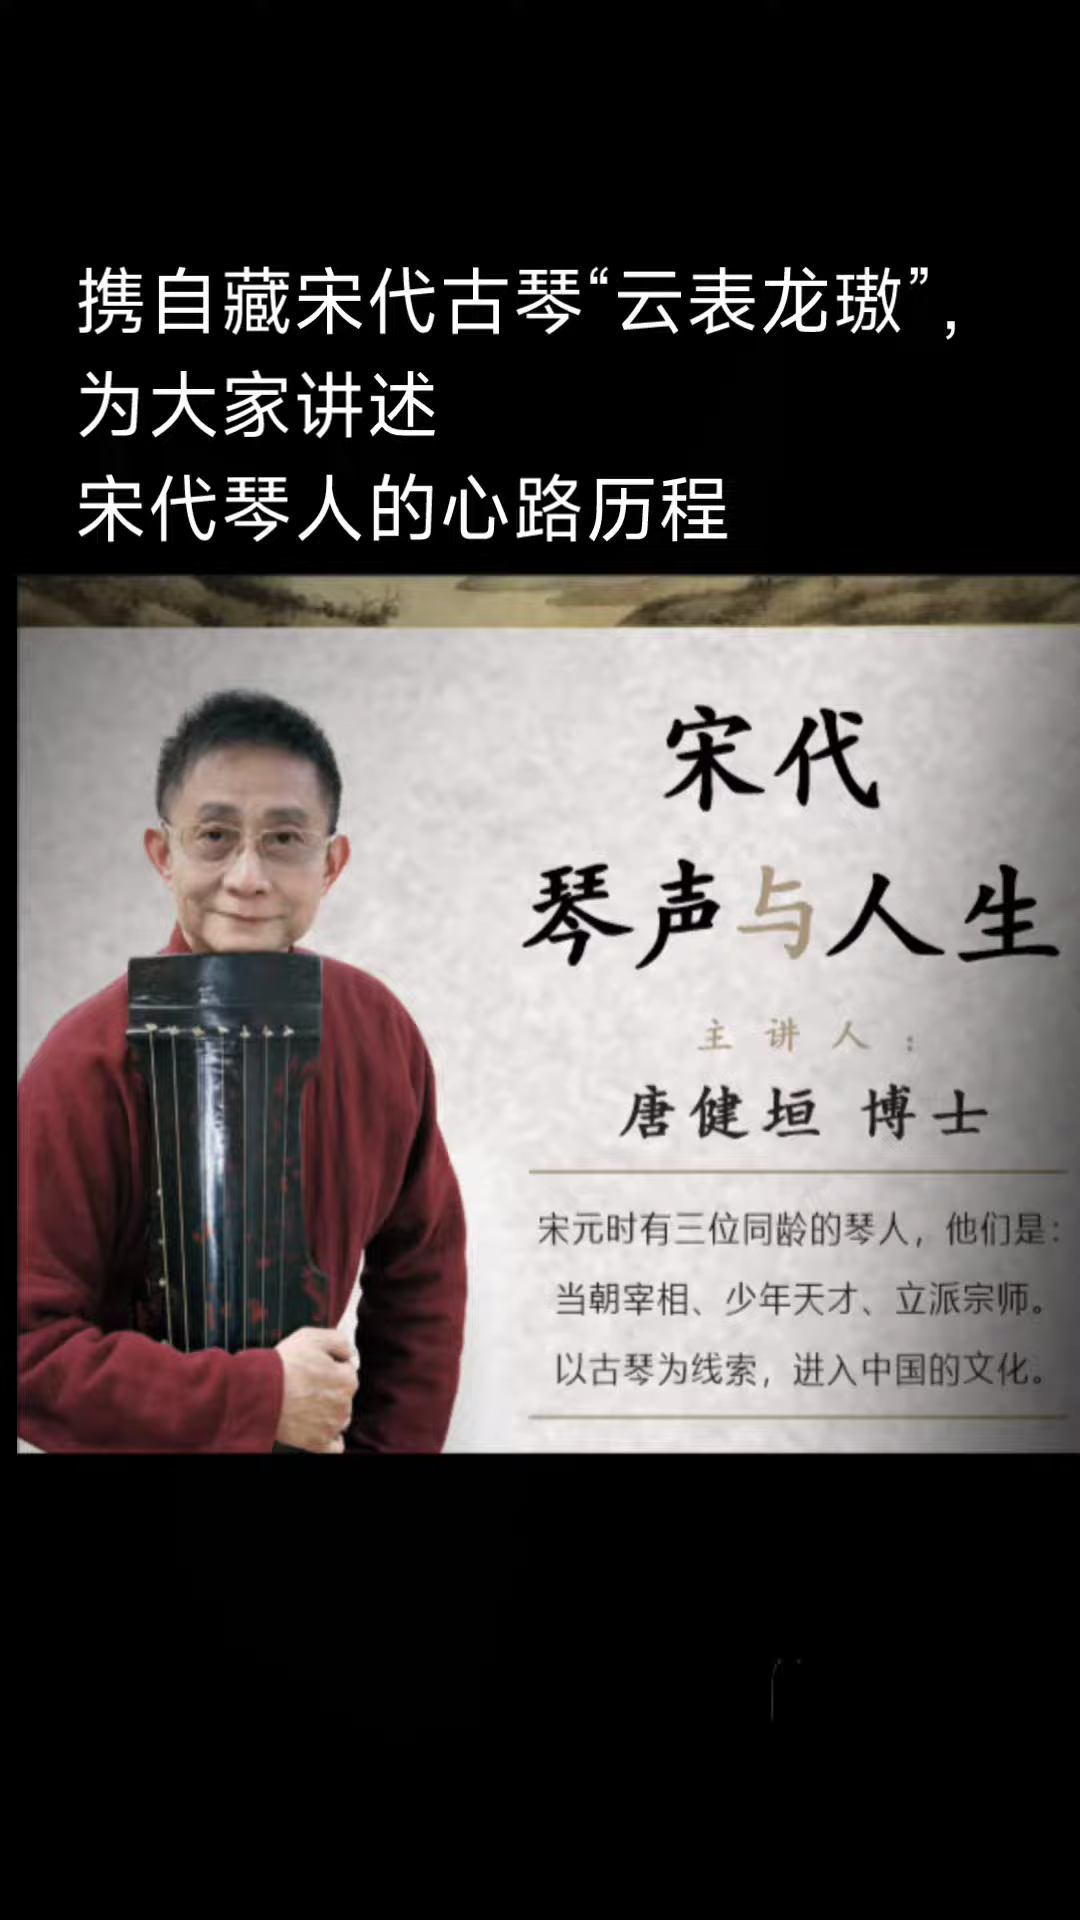 携自藏宋代古琴“云表龙璈”，
为大家讲述
宋代琴人的心路历程
宋代
琴声与人生
主讲人：
唐健垣 博士
宋元时有三位同龄的琴人，他们是：
当朝宰相、少年天才、立派宗师。
以古琴为线索，进入中国的文化。